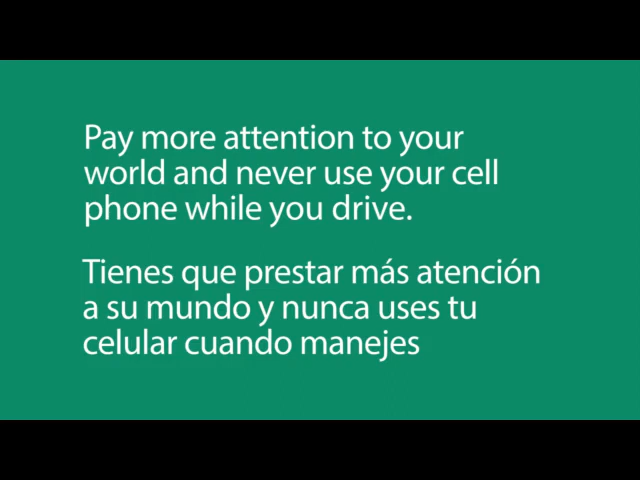 Pay more attention to your
world and never use your cell
phone while you drive.
Tienes que prestar más atención
a su mundo y nunca uses tu
celular cuando manejes